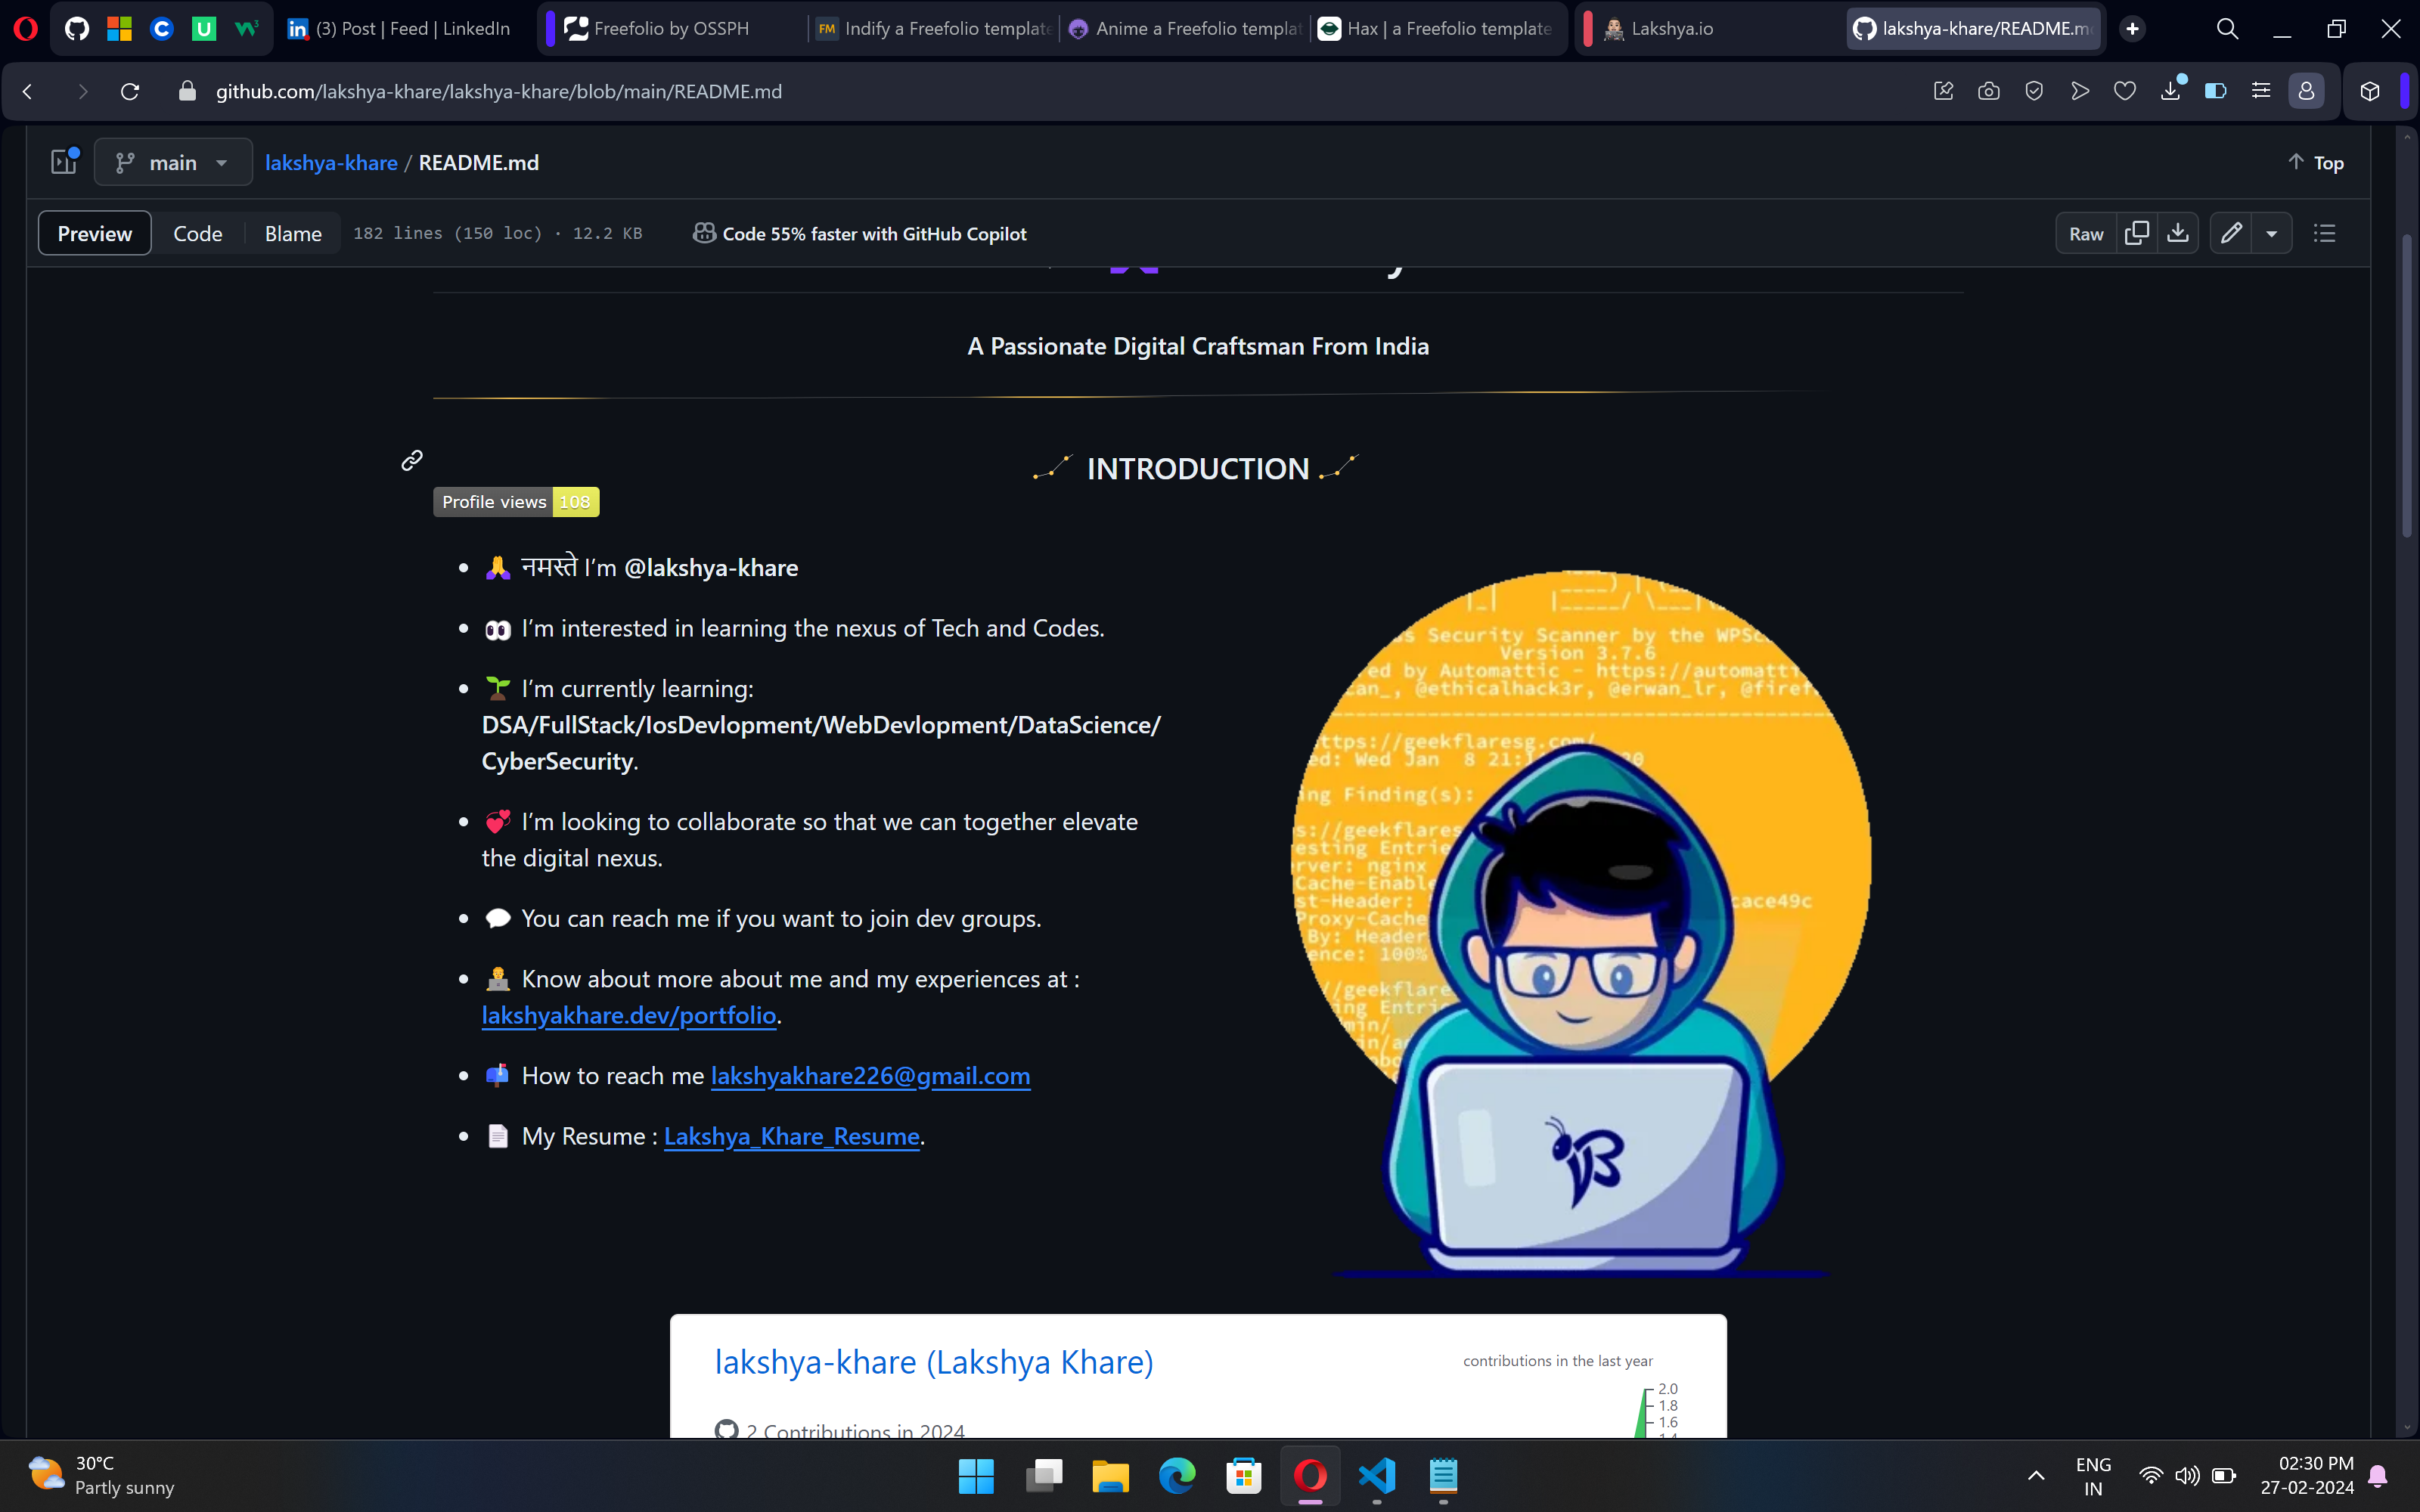 (3) Post | Feed | LinkedIn
Freefolio by OSSPH
FM Indify a Freefolio template
Anime a Freefolio templat
Hax | a Freefolio template
Lakshya.io
lakshya-khare/README.m
github.com/lakshya-khare/lakshya-khare/blob/main/README.md
main
lakshya-khare / README.md
Top
Preview
Code
Blame
182 lines (150 loc) · 12.2 KB
Code 55% faster with GitHub Copilot
Raw
A Passionate Digital Craftsman From India
INTRODUCTION
Profile views 108
🙏 नमस्ते I'm @lakshya-khare
👀 I'm interested in learning the nexus of Tech and Codes.
🌱 I'm currently learning:
DSA/FullStack/IosDevlopment/WebDevlopment/DataScience/
CyberSecurity.
💞 I'm looking to collaborate so that we can together elevate
the digital nexus.
💬 You can reach me if you want to join dev groups.
👨‍💻 Know about more about me and my experiences at :
lakshyakhare.dev/portfolio.
📫 How to reach me lakshyakhare226@gmail.com
📄 My Resume : Lakshya_Khare_Resume.
s Security Scanner by the WPSc
Version 3.7.6
ed by Automattic - https://automatti
can_, @ethicalhack3r, @erwan_lr, @firef
ttps://geekflaresg.com/
ed: Wed Jan 8 21:1
20
ing Finding(s):
s://geekflares
esting Entrie
rver: nginx
Cache-Enable
st-Header:
cace49c
Proxy-Cache
By: Header
ence: 100%
//geekflare
ing Entri
min/
lakshya-khare (Lakshya Khare)
contributions in the last year
2 Contributions in 2024
2.0
1.8
1.6
1.4
30°C
Partly sunny
ENG
IN
02:30 PM
27-02-2024